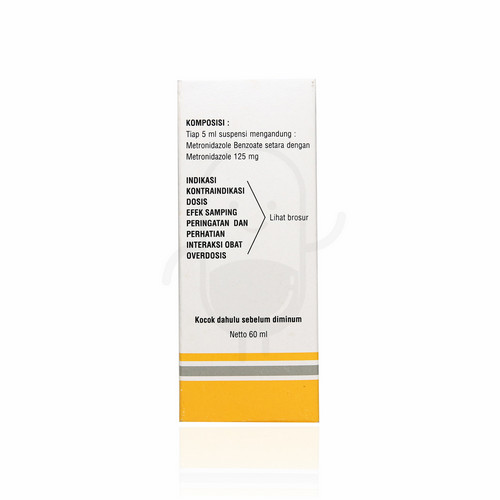 KOMPOSISI :
Tiap 5 ml suspensi mengandung :
Metronidazole Benzoate setara dengan
Metronidazole 125 mg
INDIKASI
KONTRAINDIKASI
DOSIS
EFEK SAMPING
PERINGATAN DAN
PERHATIAN
INTERAKSI OBAT
OVERDOSIS
Lihat brosur
Kocok dahulu sebelum diminum
Netto 60 ml